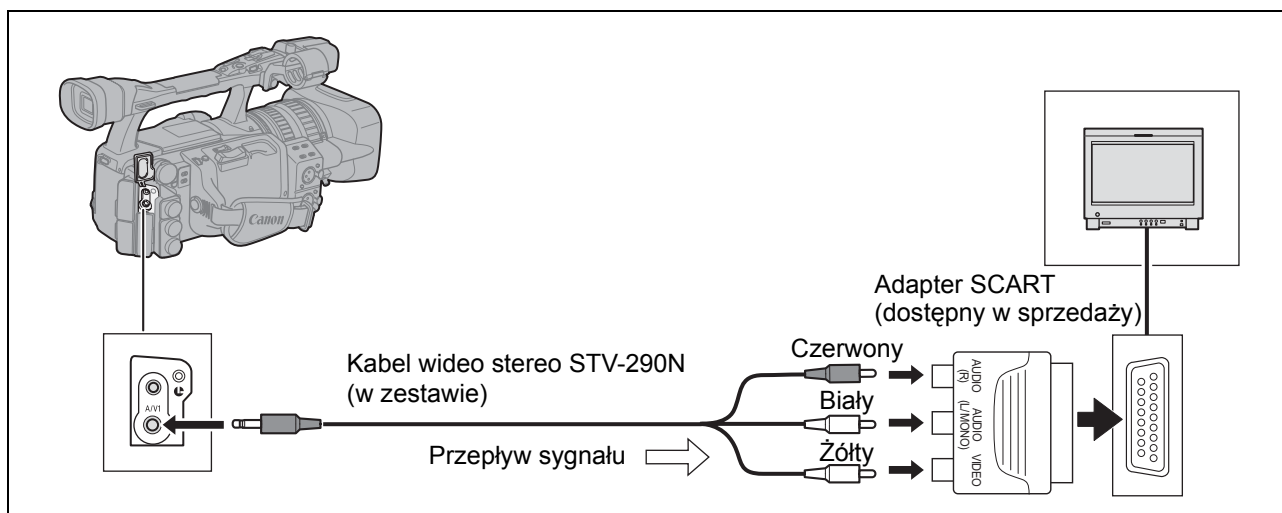 Canon
Adapter SCART
(dostępny w sprzedaży)
Kabel wideo stereo STV-290N
(w zestawie)
Czerwony
Biały
Żółty
A/V1
Przepływ sygnału
AUDIO
(R)
AUDIO
(L/MONO)
VIDEO